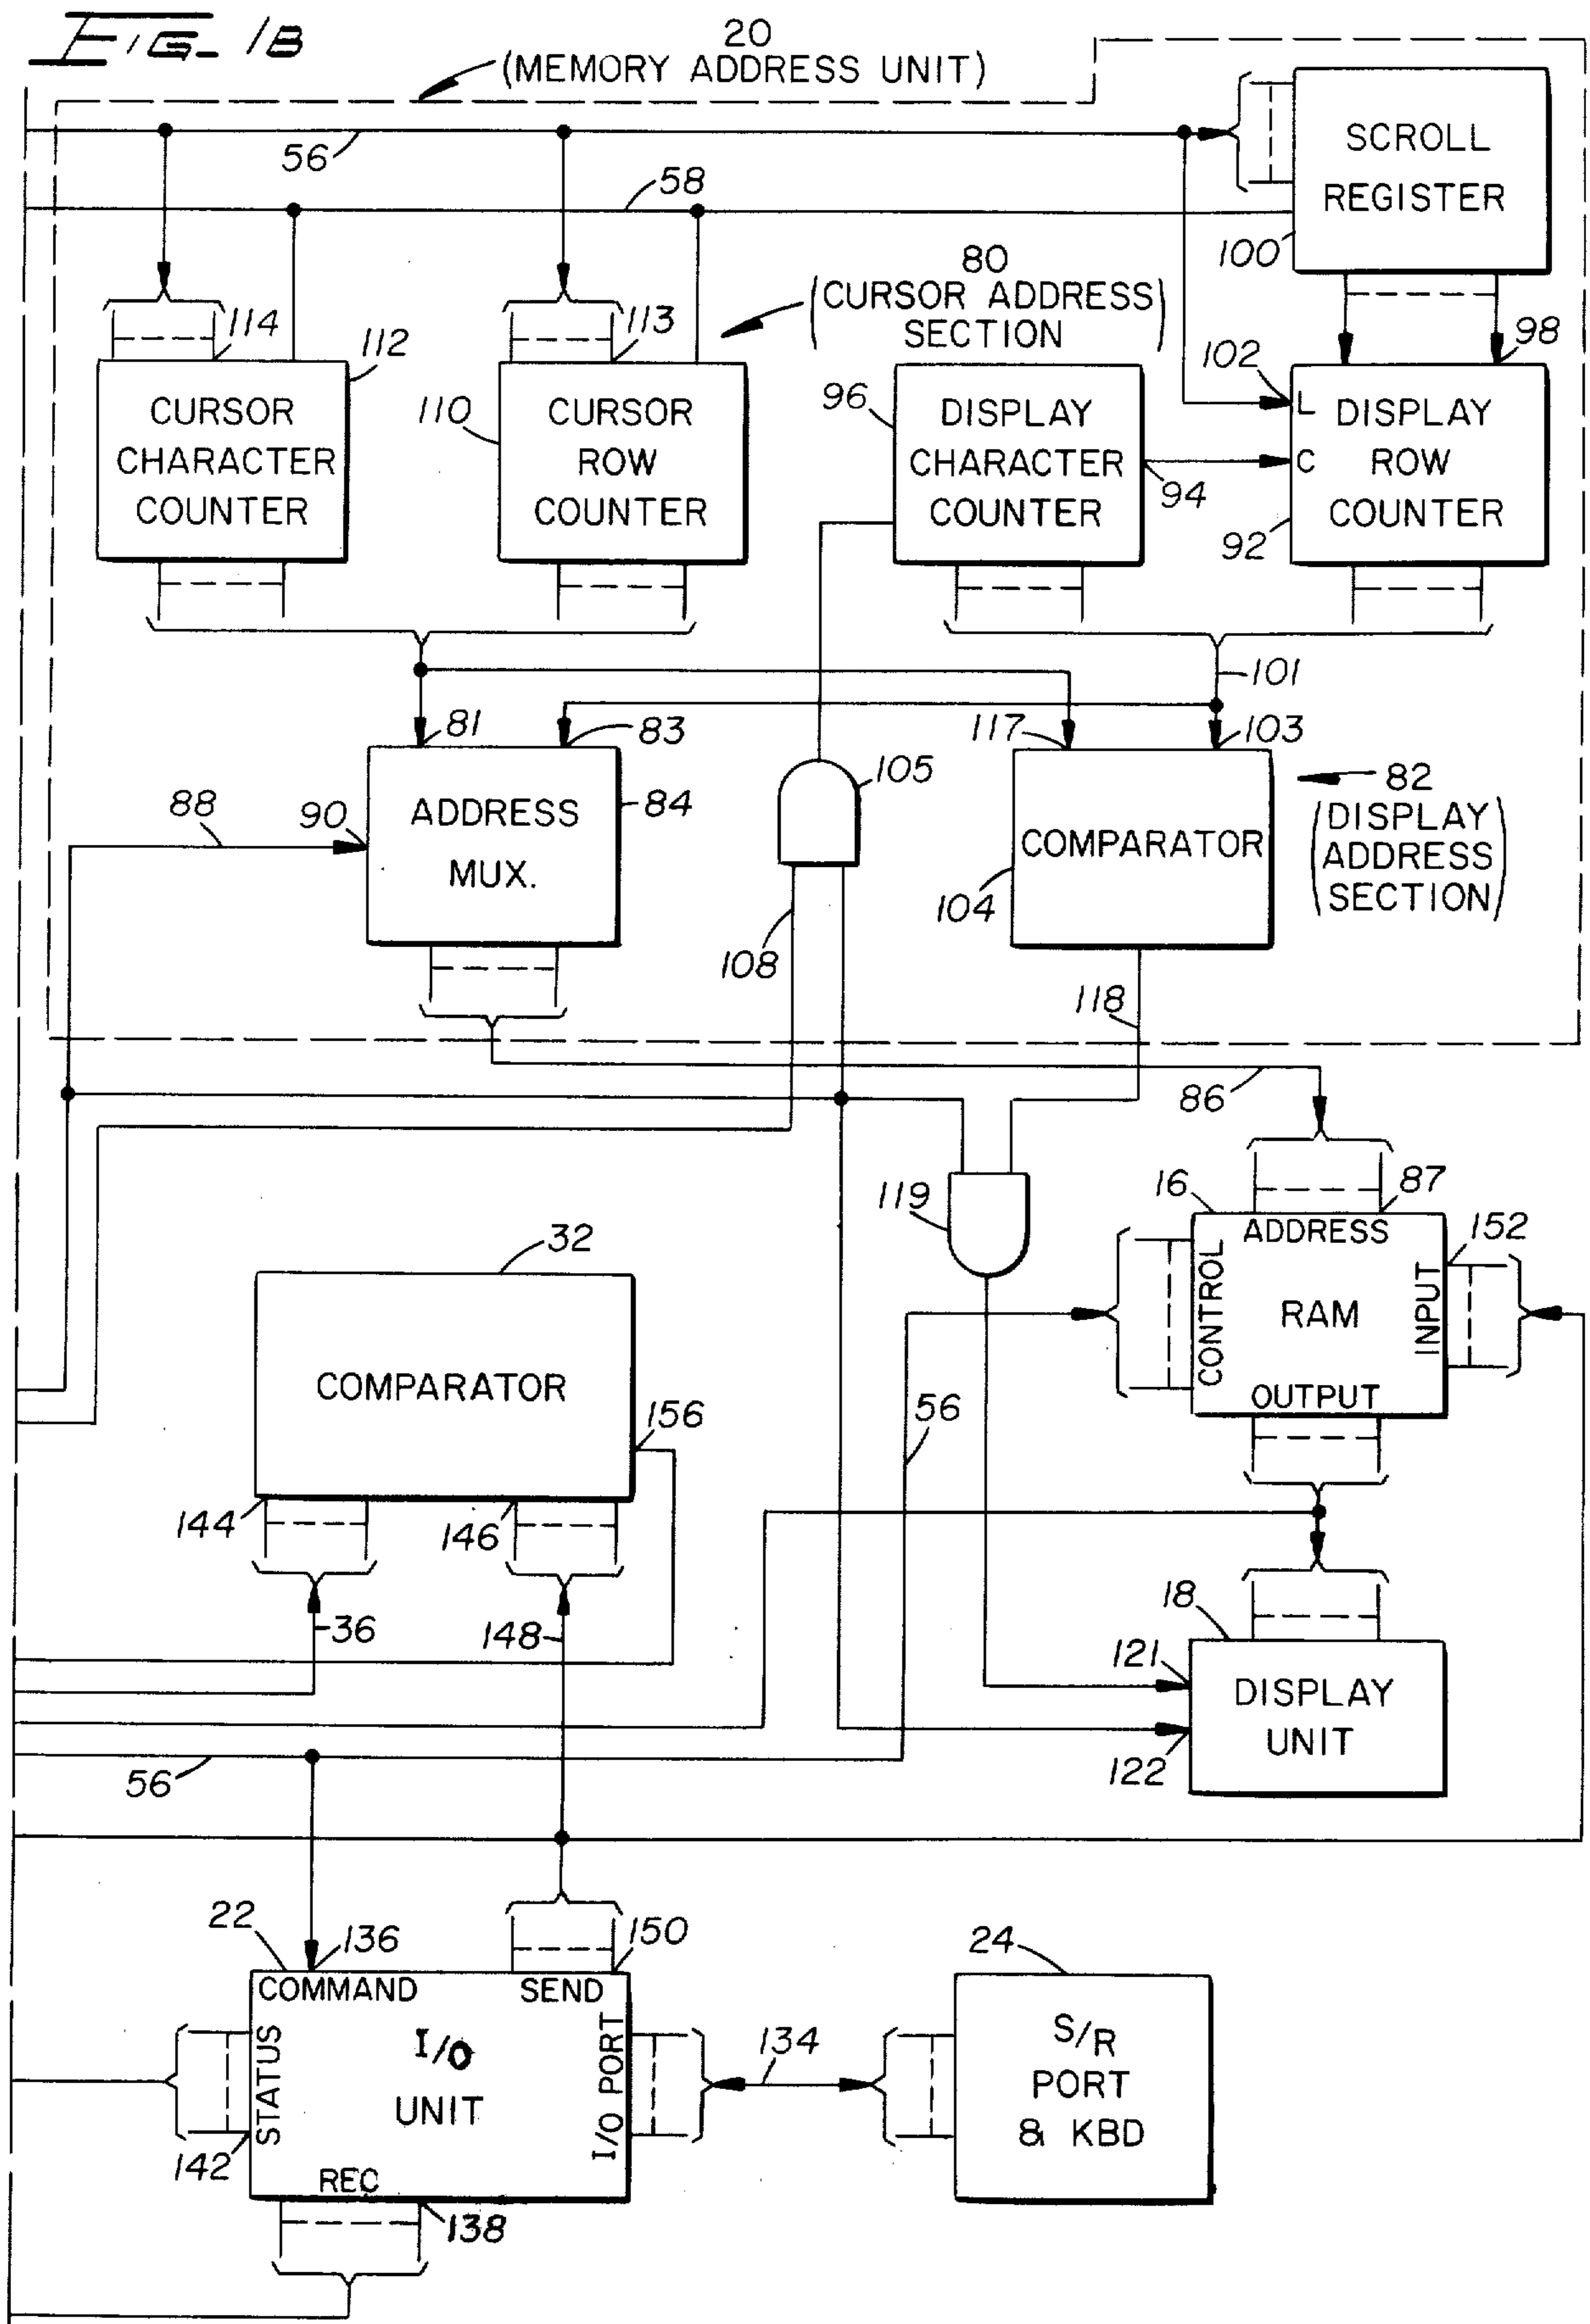 FIG. 1B
20
(MEMORY ADDRESS UNIT)
56
58
SCROLL
REGISTER
100
80
(CURSOR ADDRESS
SECTION)
114
112
113
98
102
L
C
CURSOR
CHARACTER
COUNTER
110
CURSOR
ROW
COUNTER
96
DISPLAY
CHARACTER
COUNTER
94
DISPLAY
ROW
COUNTER
92
101
81
83
117
103
105
88
90
ADDRESS
MUX.
84
COMPARATOR
104
82
(DISPLAY
ADDRESS
SECTION)
108
118
86
119
16
87
152
ADDRESS
CONTROL
RAM
INPUT
OUTPUT
32
COMPARATOR
156
56
144
146
36
148
18
121
122
DISPLAY
UNIT
56
22
136
150
COMMAND
SEND
STATUS
I/O
UNIT
I/O PORT
142
REC
138
134
24
S/R
PORT
& KBD